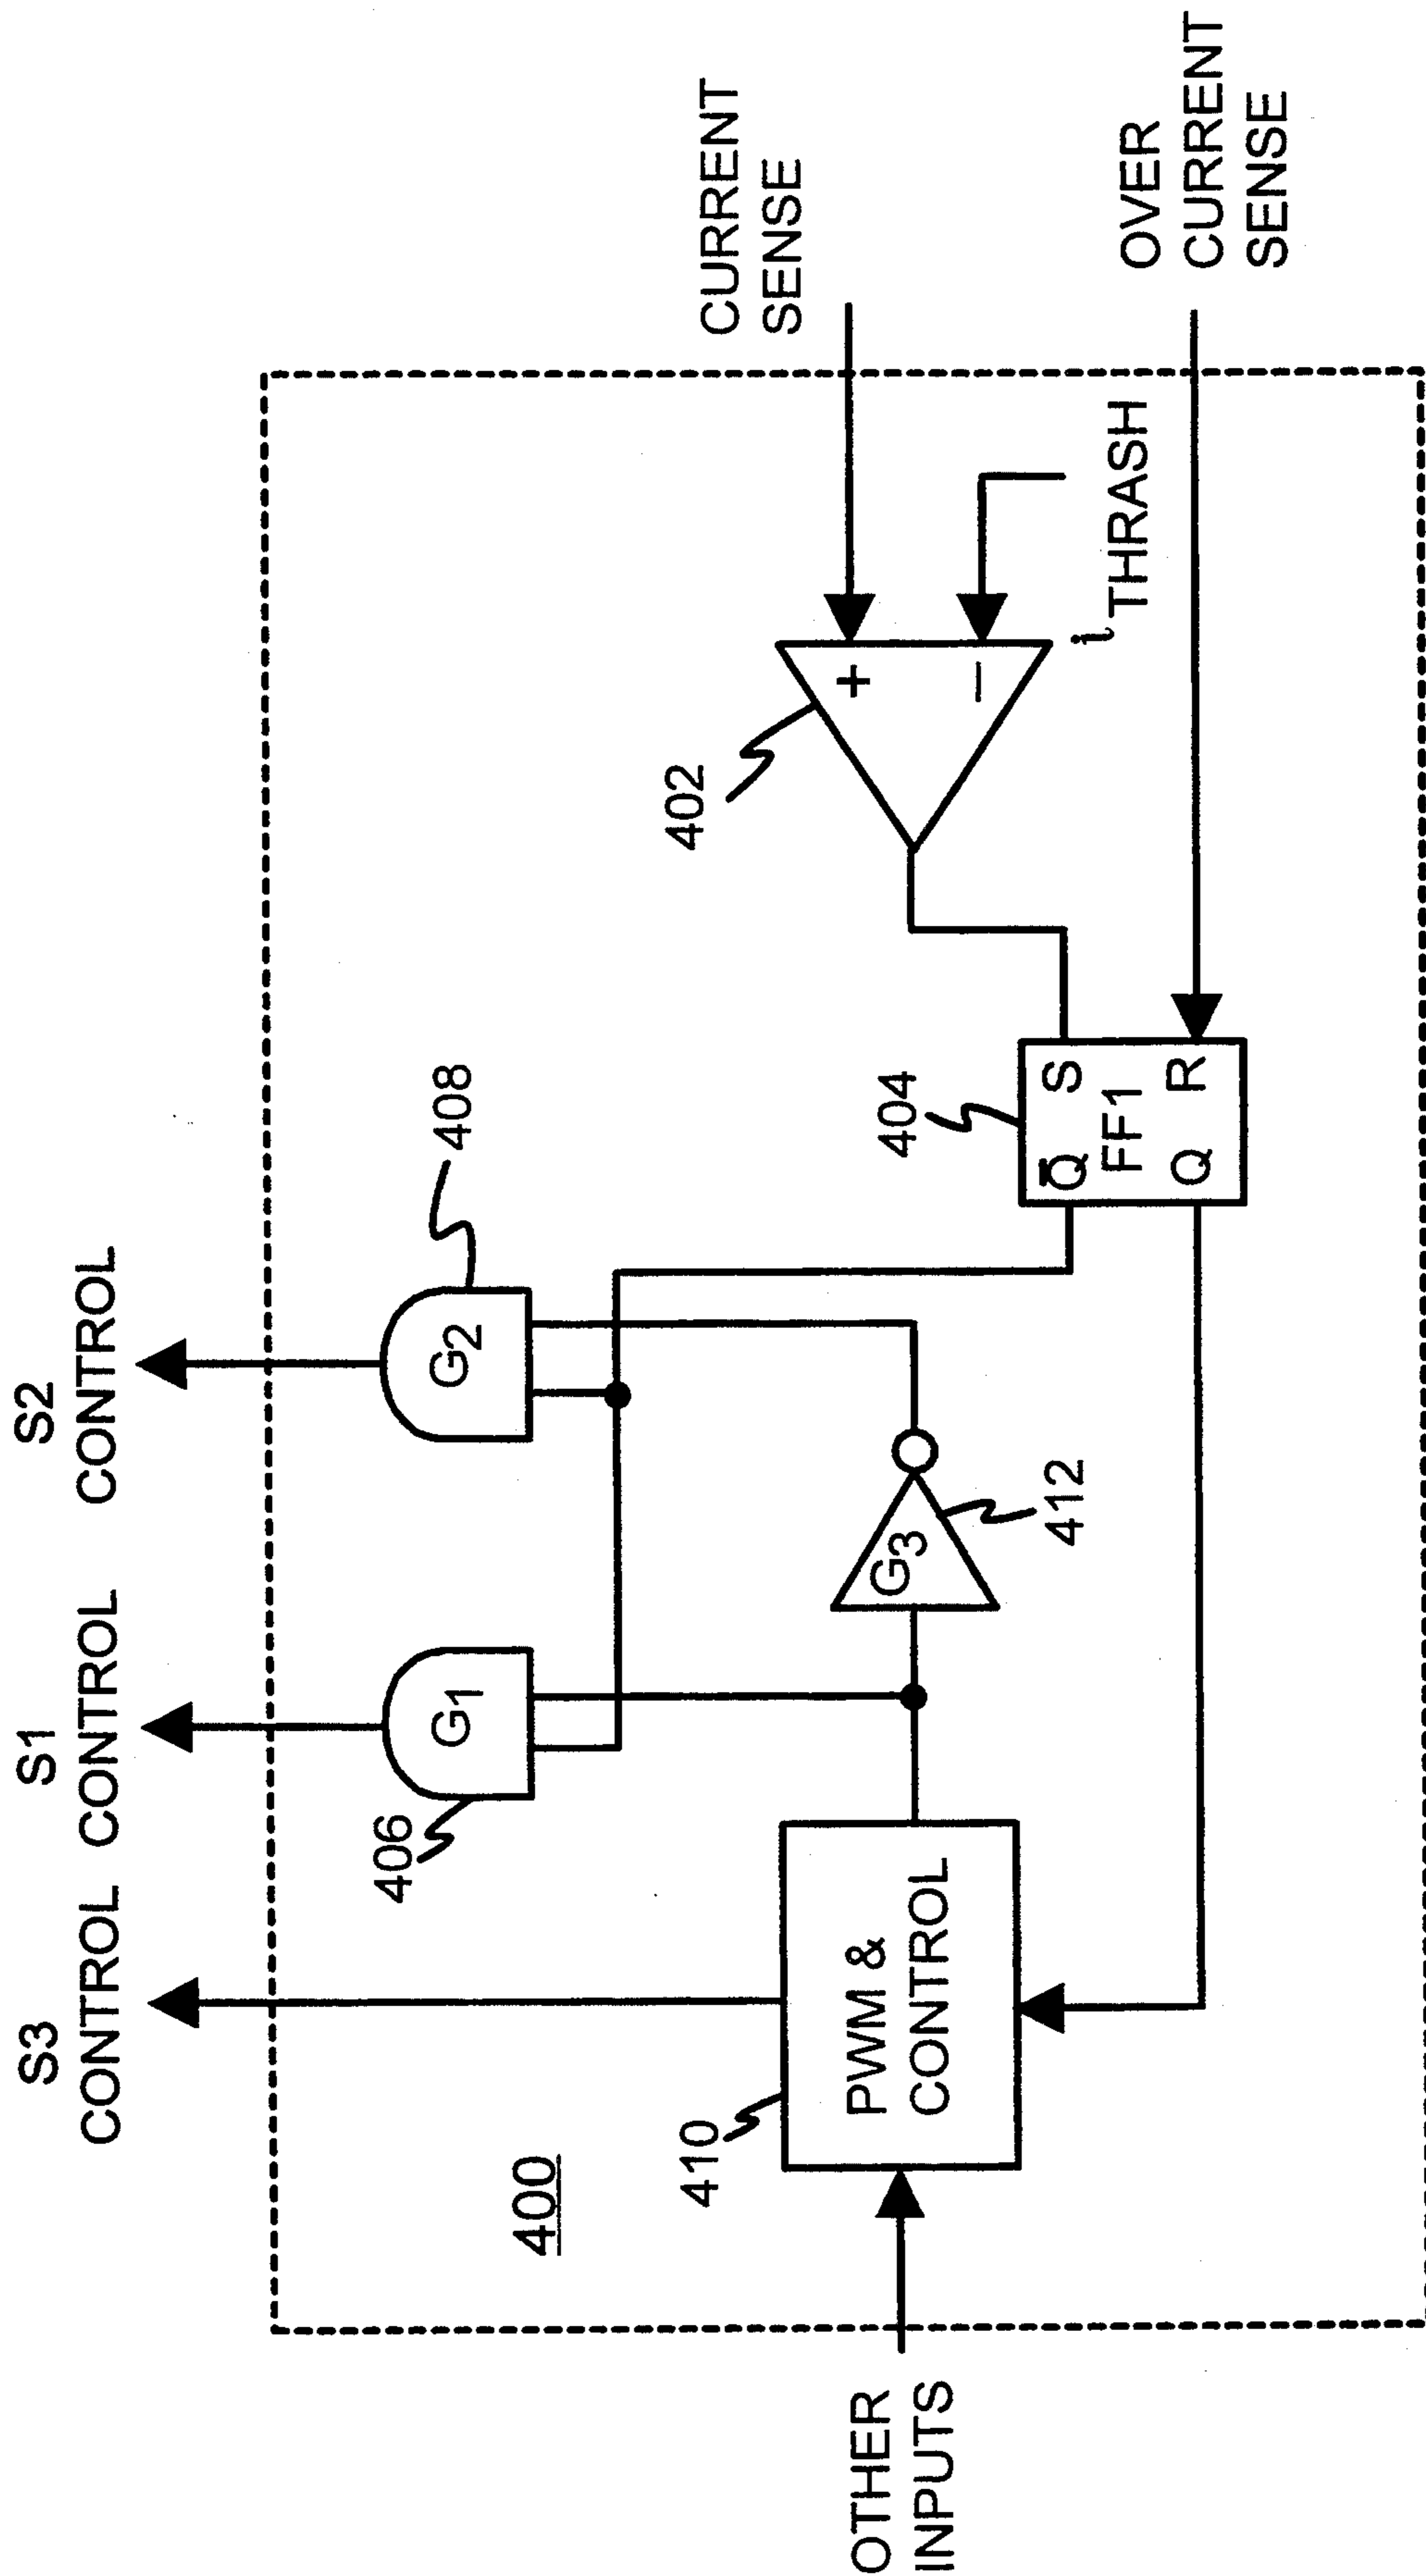 S3
CONTROL
S1
CONTROL
S2
CONTROL
400
406
G1
G2
408
410
PWM &
CONTROL
G3
412
OTHER
INPUTS
404
Q̅ S
FF1
Q R
402
+
−
iTHRASH
CURRENT
SENSE
OVER
CURRENT
SENSE